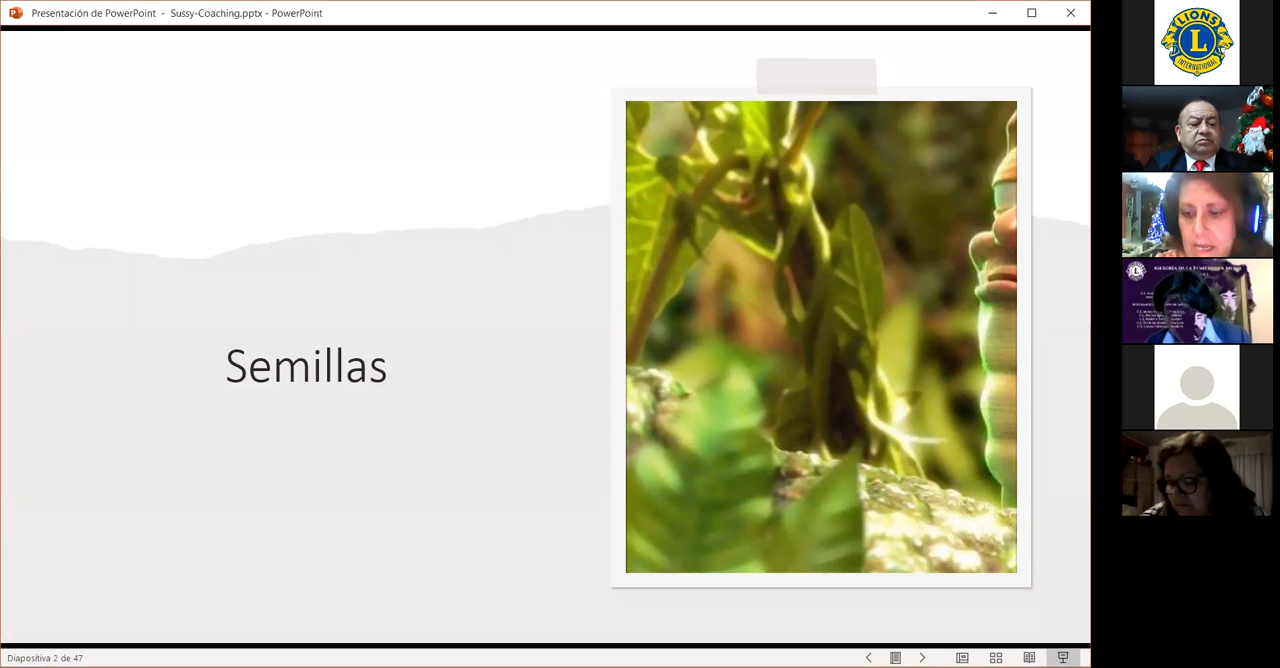 Presentación de PowerPoint - Sussy-Coaching.pptx - PowerPoint
Semillas
Diapositiva 2 de 47
LIONS
L
INTERNATIONAL